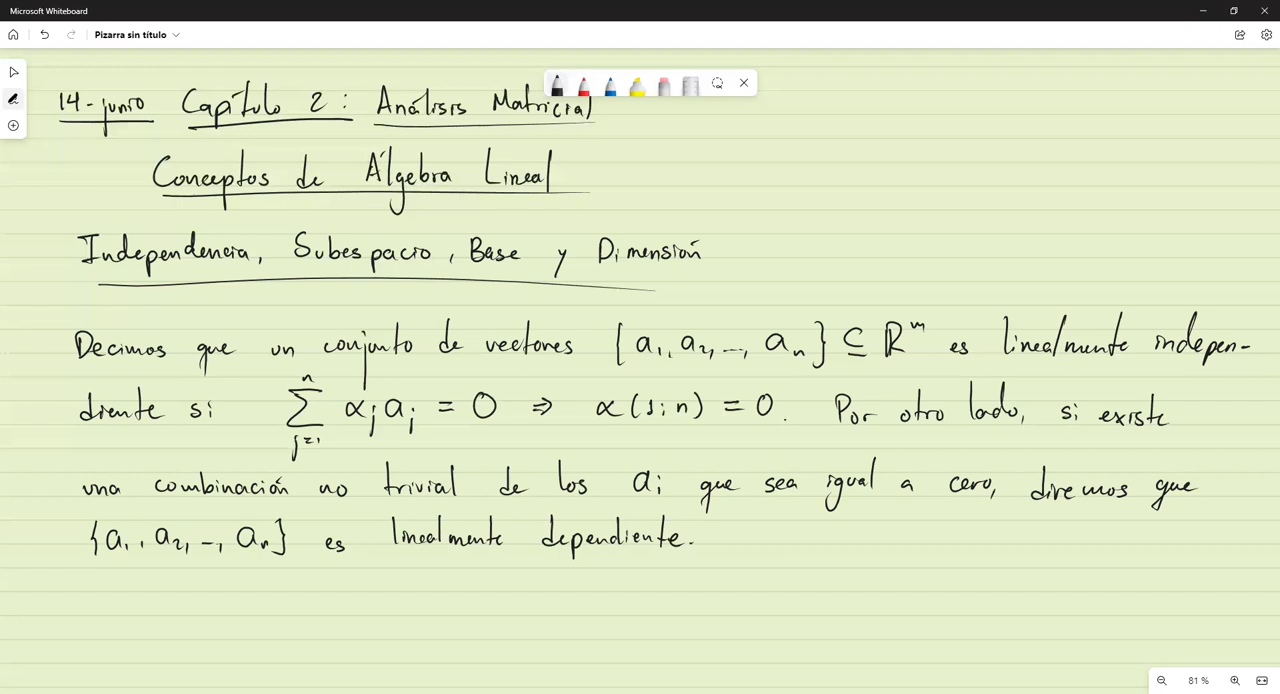 Microsoft Whiteboard
Pizarra sin título
14-junio Capítulo 2: Análisis Matricial
Conceptos de Álgebra Lineal
Independencia, Subespacio, Base y Dimensión
Decimos que un conjunto de vectores {a₁, a₂, ..., aₙ} ⊆ ℝᵐ es linealmente indepen-
diente si ∑ⱼ₌₁ⁿ αⱼaⱼ = 0 ⇒ α(1:n) = 0. Por otro lado, si existe
una combinación no trivial de los aᵢ que sea igual a cero, diremos que
{a₁, a₂, ..., aₙ} es linealmente dependiente.
81 %